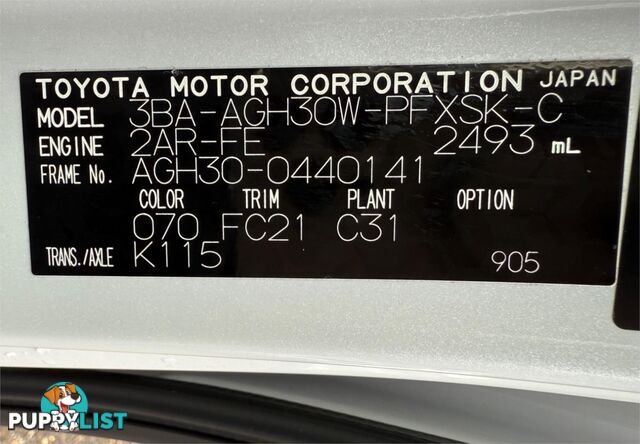 TOYOTA MOTOR CORPORATION JAPAN
MODEL 3BA-AGH30W-PFXSK-C
ENGINE 2AR-FE 2493 mL
FRAME No. AGH30-0440141
COLOR TRIM PLANT OPTION
070 FC21 C31
TRANS./AXLE K115 905
PUPPYLIST